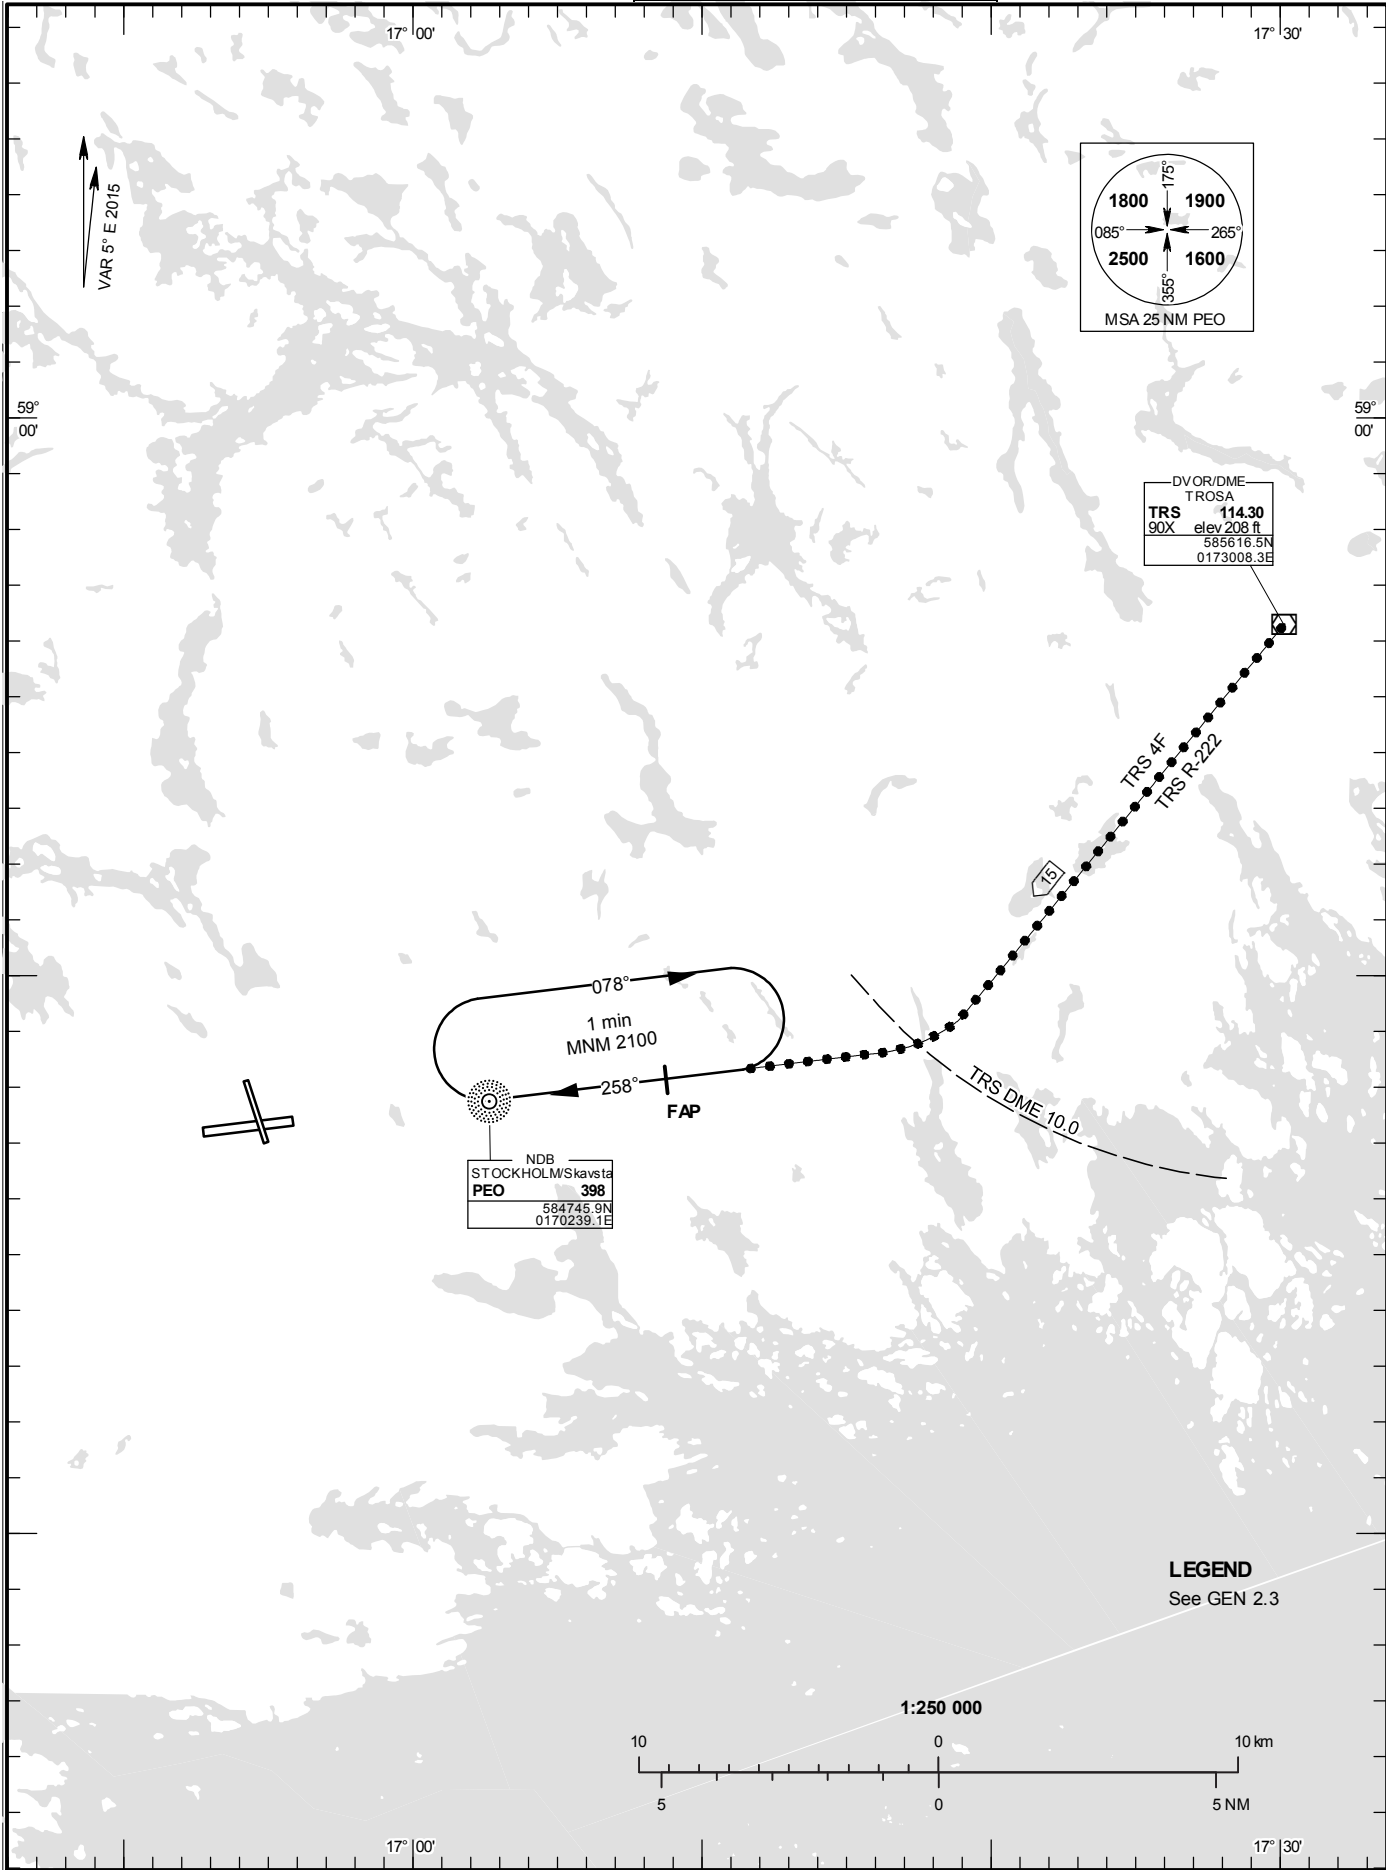 17° 00'
17° 30'
VAR 5° E 2015
175°
1800
1900
085°
265°
2500
1600
355°
MSA 25 NM PEO
59°
00'
59°
00'
DVOR/DME
TROSA
TRS 114.30
90X elev 208 ft
585616.5N
0173008.3E
TRS 4F
TRS R-222
15
078°
1 min
MNM 2100
258°
FAP
TRS DME 10.0
NDB
STOCKHOLM/Skavsta
PEO 398
584745.9N
0170239.1E
LEGEND
See GEN 2.3
1:250 000
10 0 10 km
5 0 5 NM
17° 00'
17° 30'